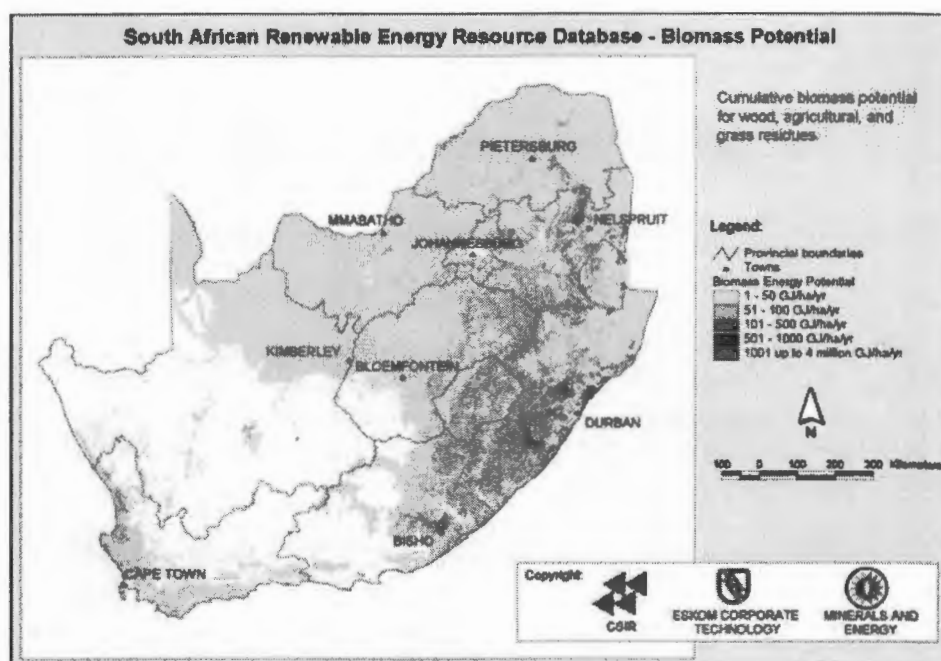 South African Renewable Energy Resource Database - Biomass Potential
Cumulative biomass potential
for wood, agricultural, and
grass residues.
PIETERSBURG
MMABATHO
NELSPRUIT
JOHANNESBURG
Legend:
Provincial boundaries
Towns
Biomass Energy Potential
1 - 50 GJ/ha/yr
51 - 100 GJ/ha/yr
101 - 500 GJ/ha/yr
501 - 1000 GJ/ha/yr
1001 up to 4 million GJ/ha/yr
KIMBERLEY
BLOEMFONTEIN
DURBAN
N
100 0 100 200 300 Kilometers
BISHO
CAPE TOWN
Copyright:
CSIR
ESKOM CORPORATE
TECHNOLOGY
MINERALS AND
ENERGY